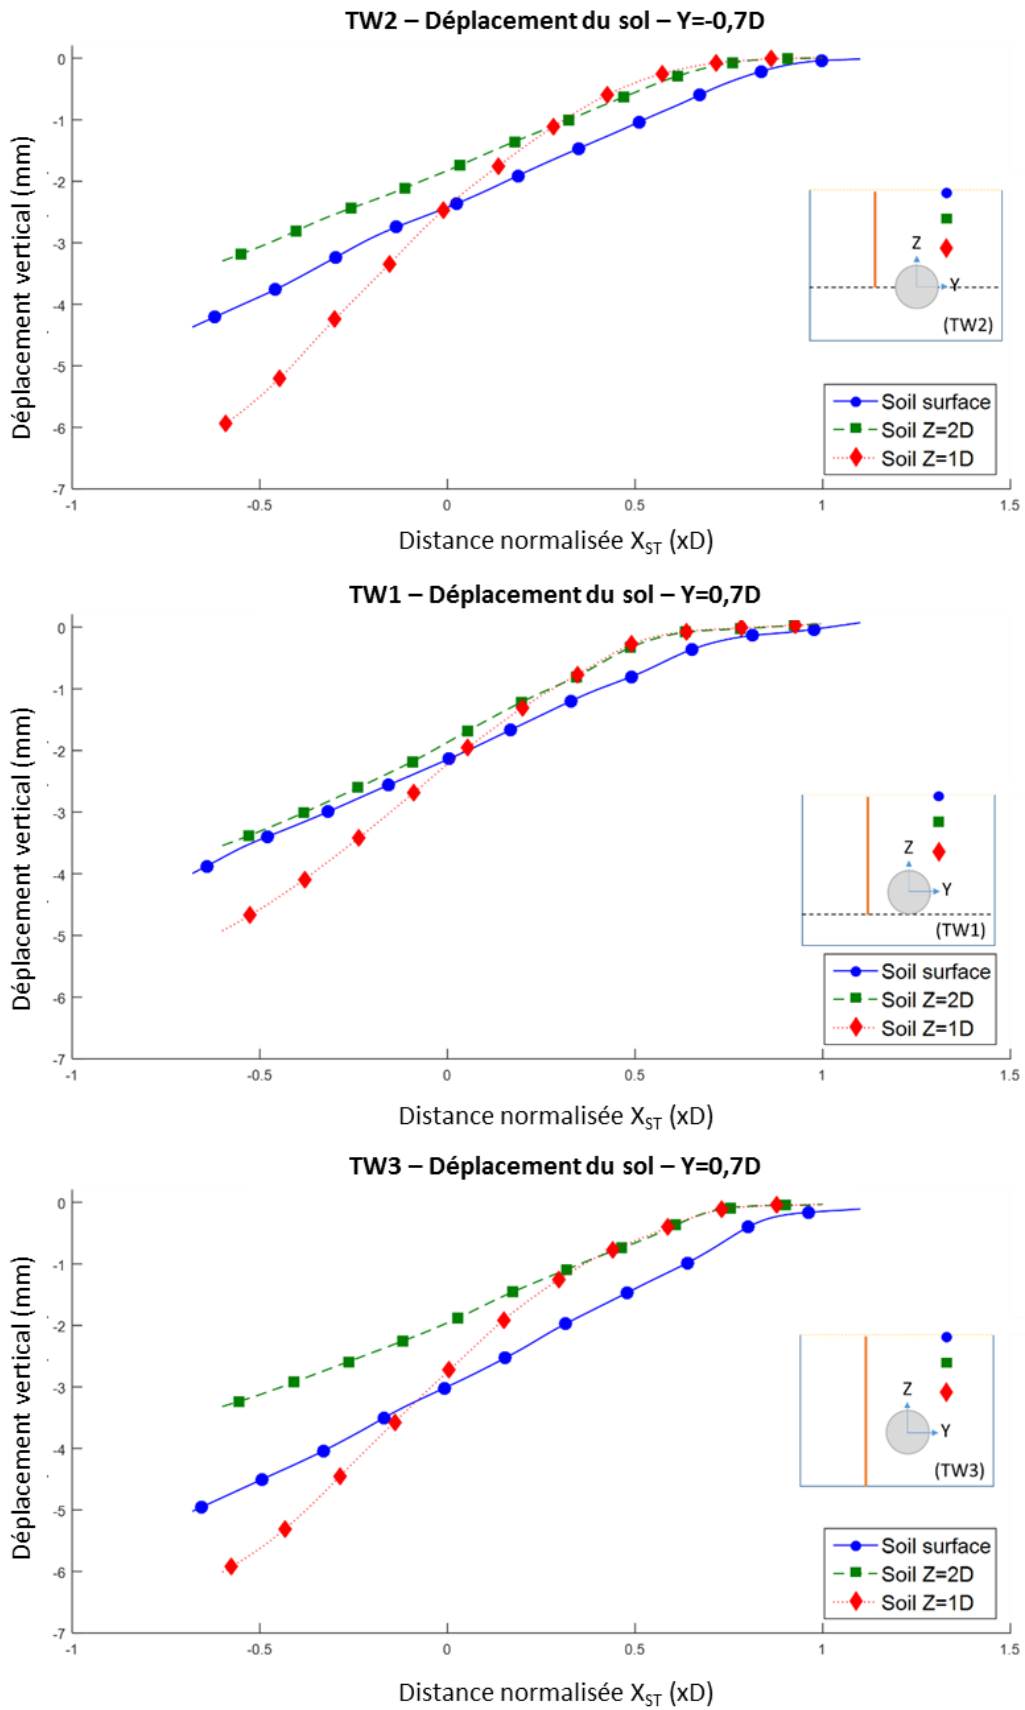 TW2 – Déplacement du sol – Y=-0,7D
Déplacement vertical (mm)
0
-1
-2
-3
-4
-5
-6
-7
Z
Y
(TW2)
Soil surface
Soil Z=2D
Soil Z=1D
-1
-0.5
0
0.5
1
1.5
Distance normalisée X_ST (xD)
TW1 – Déplacement du sol – Y=0,7D
Déplacement vertical (mm)
0
-1
-2
-3
-4
-5
-6
-7
Z
Y
(TW1)
Soil surface
Soil Z=2D
Soil Z=1D
-1
-0.5
0
0.5
1
1.5
Distance normalisée X_ST (xD)
TW3 – Déplacement du sol – Y=0,7D
Déplacement vertical (mm)
0
-1
-2
-3
-4
-5
-6
-7
Z
Y
(TW3)
Soil surface
Soil Z=2D
Soil Z=1D
-1
-0.5
0
0.5
1
1.5
Distance normalisée X_ST (xD)